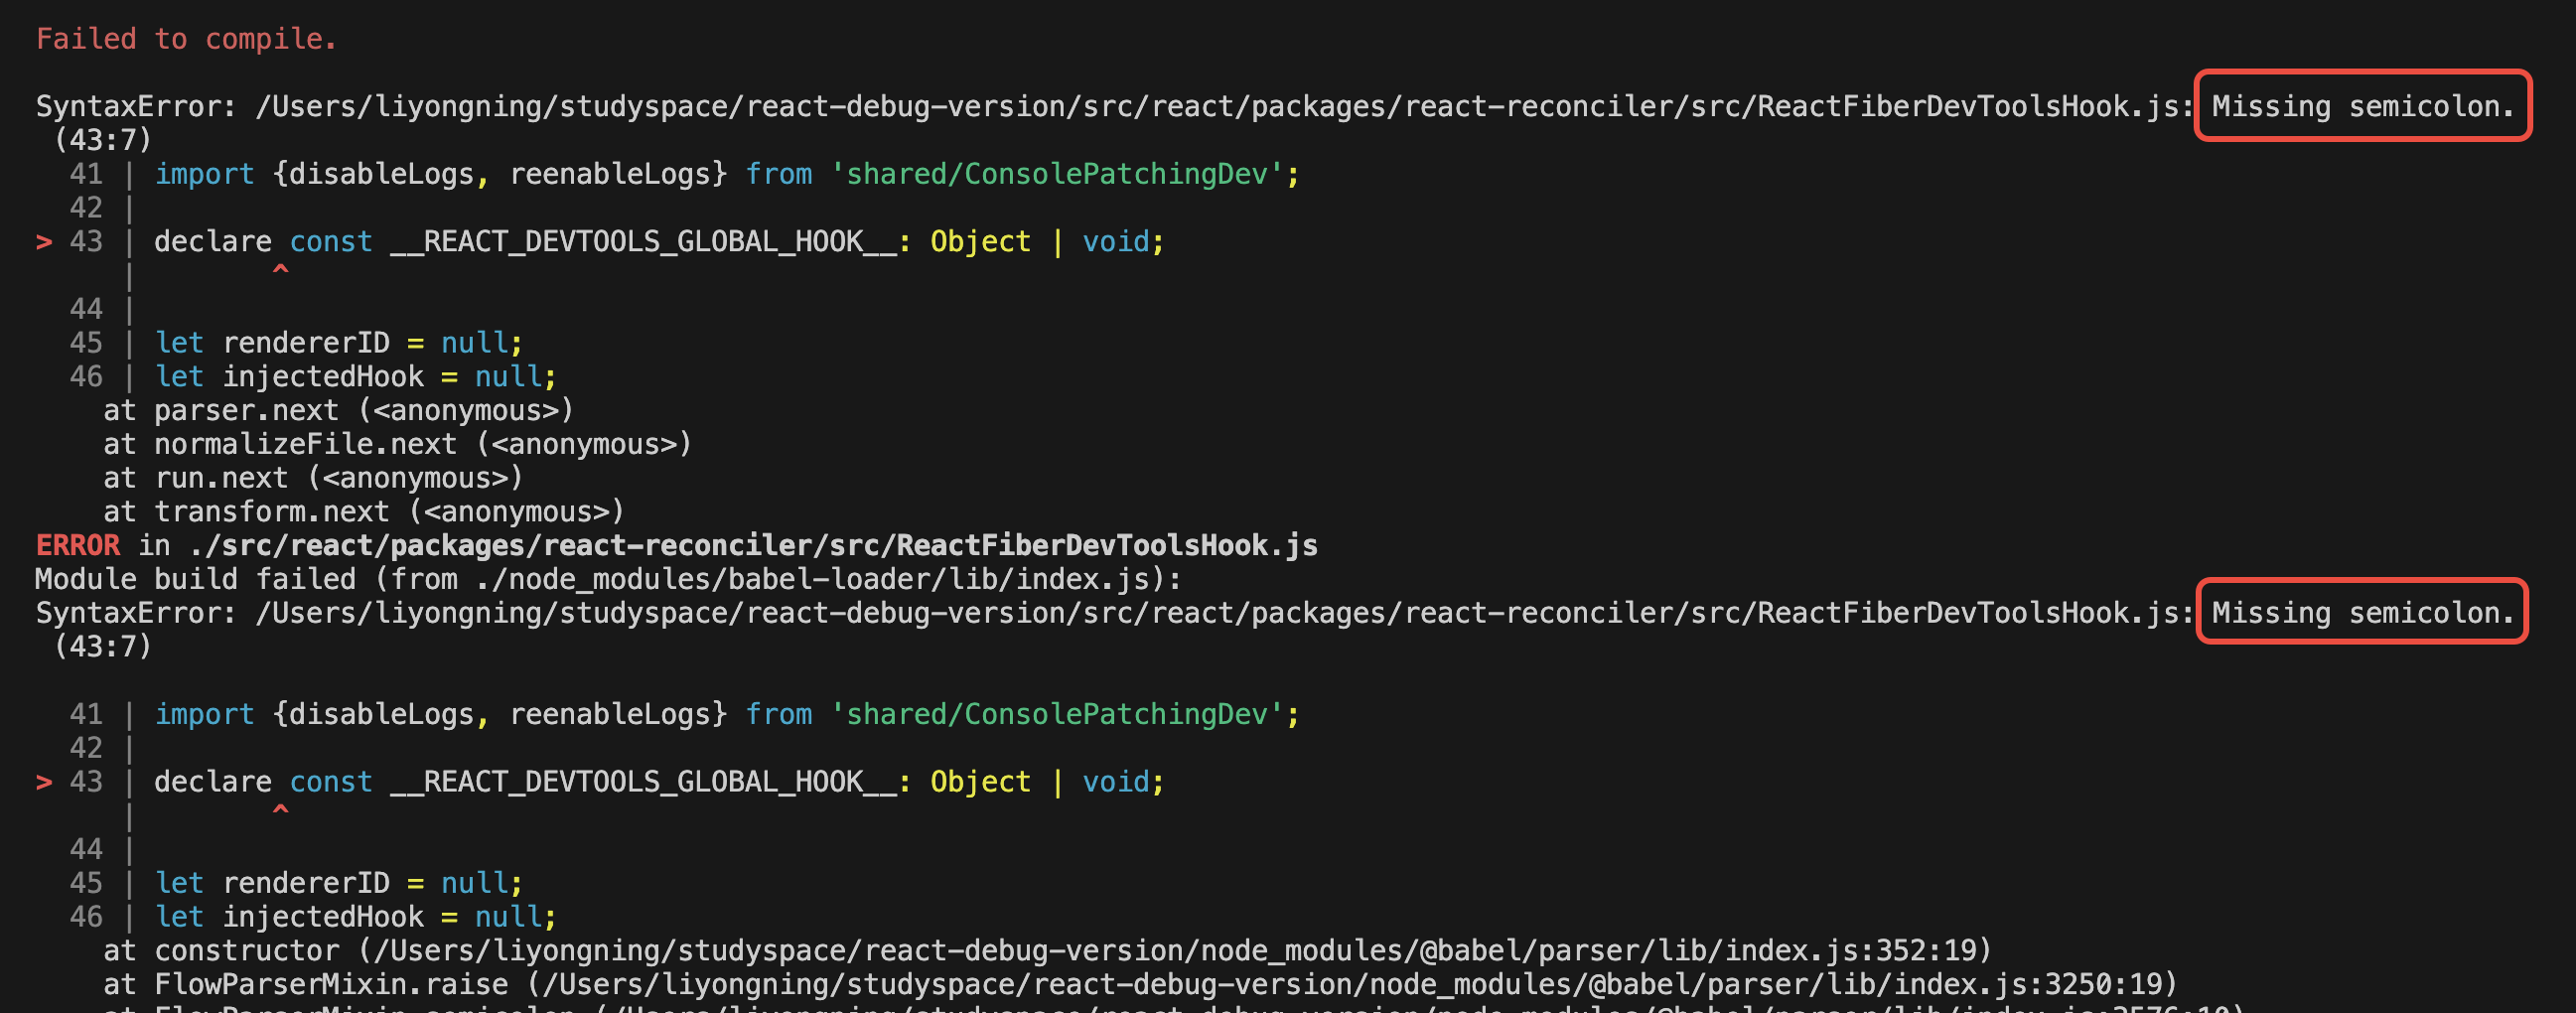 Failed to compile.
SyntaxError: /Users/liyongning/studyspace/react-debug-version/src/react/packages/react-reconciler/src/ReactFiberDevToolsHook.js: Missing semicolon.
(43:7)
41 | import {disableLogs, reenableLogs} from 'shared/ConsolePatchingDev';
42 |
> 43 | declare const __REACT_DEVTOOLS_GLOBAL_HOOK__: Object | void;
| ^
44 |
45 | let rendererID = null;
46 | let injectedHook = null;
at parser.next (<anonymous>)
at normalizeFile.next (<anonymous>)
at run.next (<anonymous>)
at transform.next (<anonymous>)
ERROR in ./src/react/packages/react-reconciler/src/ReactFiberDevToolsHook.js
Module build failed (from ./node_modules/babel-loader/lib/index.js):
SyntaxError: /Users/liyongning/studyspace/react-debug-version/src/react/packages/react-reconciler/src/ReactFiberDevToolsHook.js: Missing semicolon.
(43:7)
41 | import {disableLogs, reenableLogs} from 'shared/ConsolePatchingDev';
42 |
> 43 | declare const __REACT_DEVTOOLS_GLOBAL_HOOK__: Object | void;
| ^
44 |
45 | let rendererID = null;
46 | let injectedHook = null;
at constructor (/Users/liyongning/studyspace/react-debug-version/node_modules/@babel/parser/lib/index.js:352:19)
at FlowParserMixin.raise (/Users/liyongning/studyspace/react-debug-version/node_modules/@babel/parser/lib/index.js:3250:19)